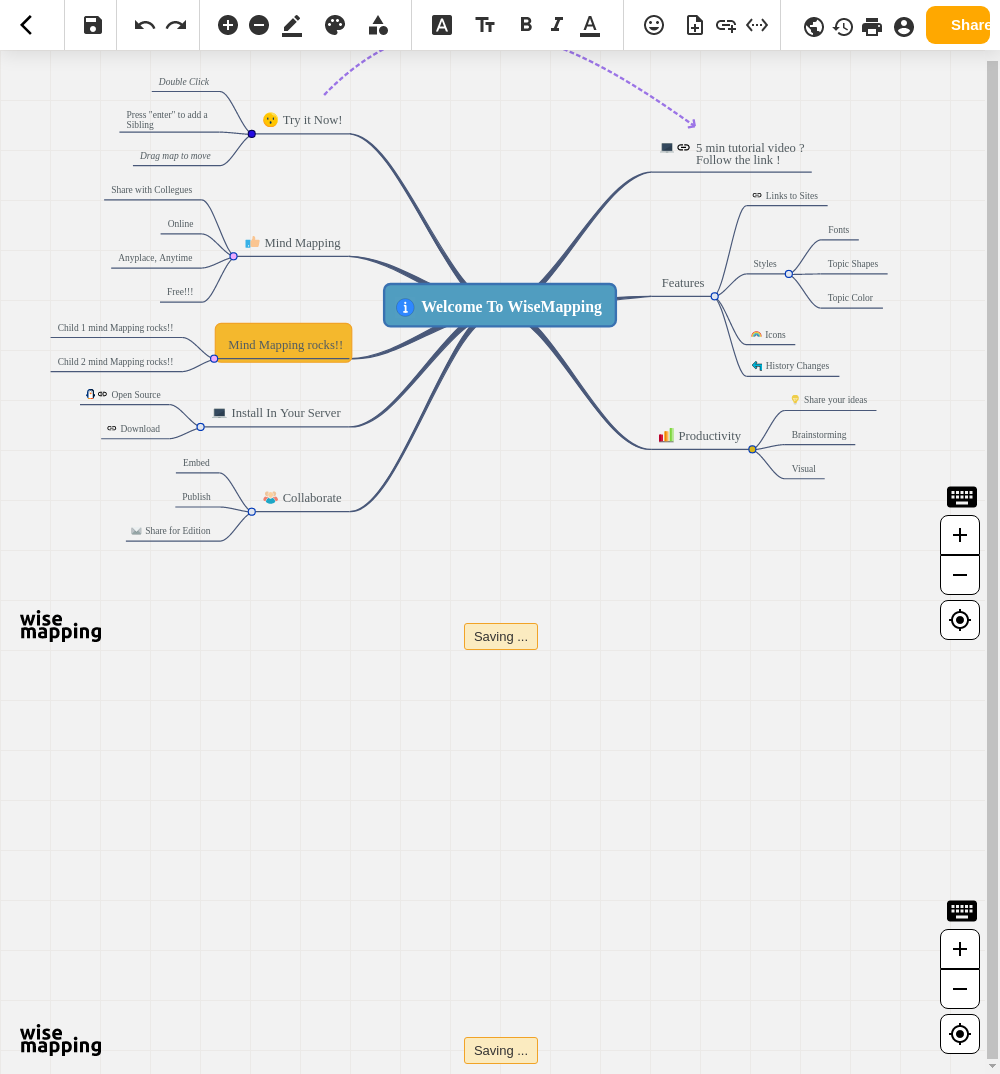 Share
Double Click
Press "enter" to add a
Sibling
Drag map to move
Try it Now!
Share with Collegues
Online
Anyplace, Anytime
Free!!!
Mind Mapping
Child 1 mind Mapping rocks!!
Child 2 mind Mapping rocks!!
Mind Mapping rocks!!
Open Source
Download
Install In Your Server
Embed
Publish
Share for Edition
Collaborate
Welcome To WiseMapping
5 min tutorial video ?
Follow the link !
Links to Sites
Features
Styles
Fonts
Topic Shapes
Topic Color
Icons
History Changes
Productivity
Share your ideas
Brainstorming
Visual
wise
mapping
Saving ...
wise
mapping
Saving ...